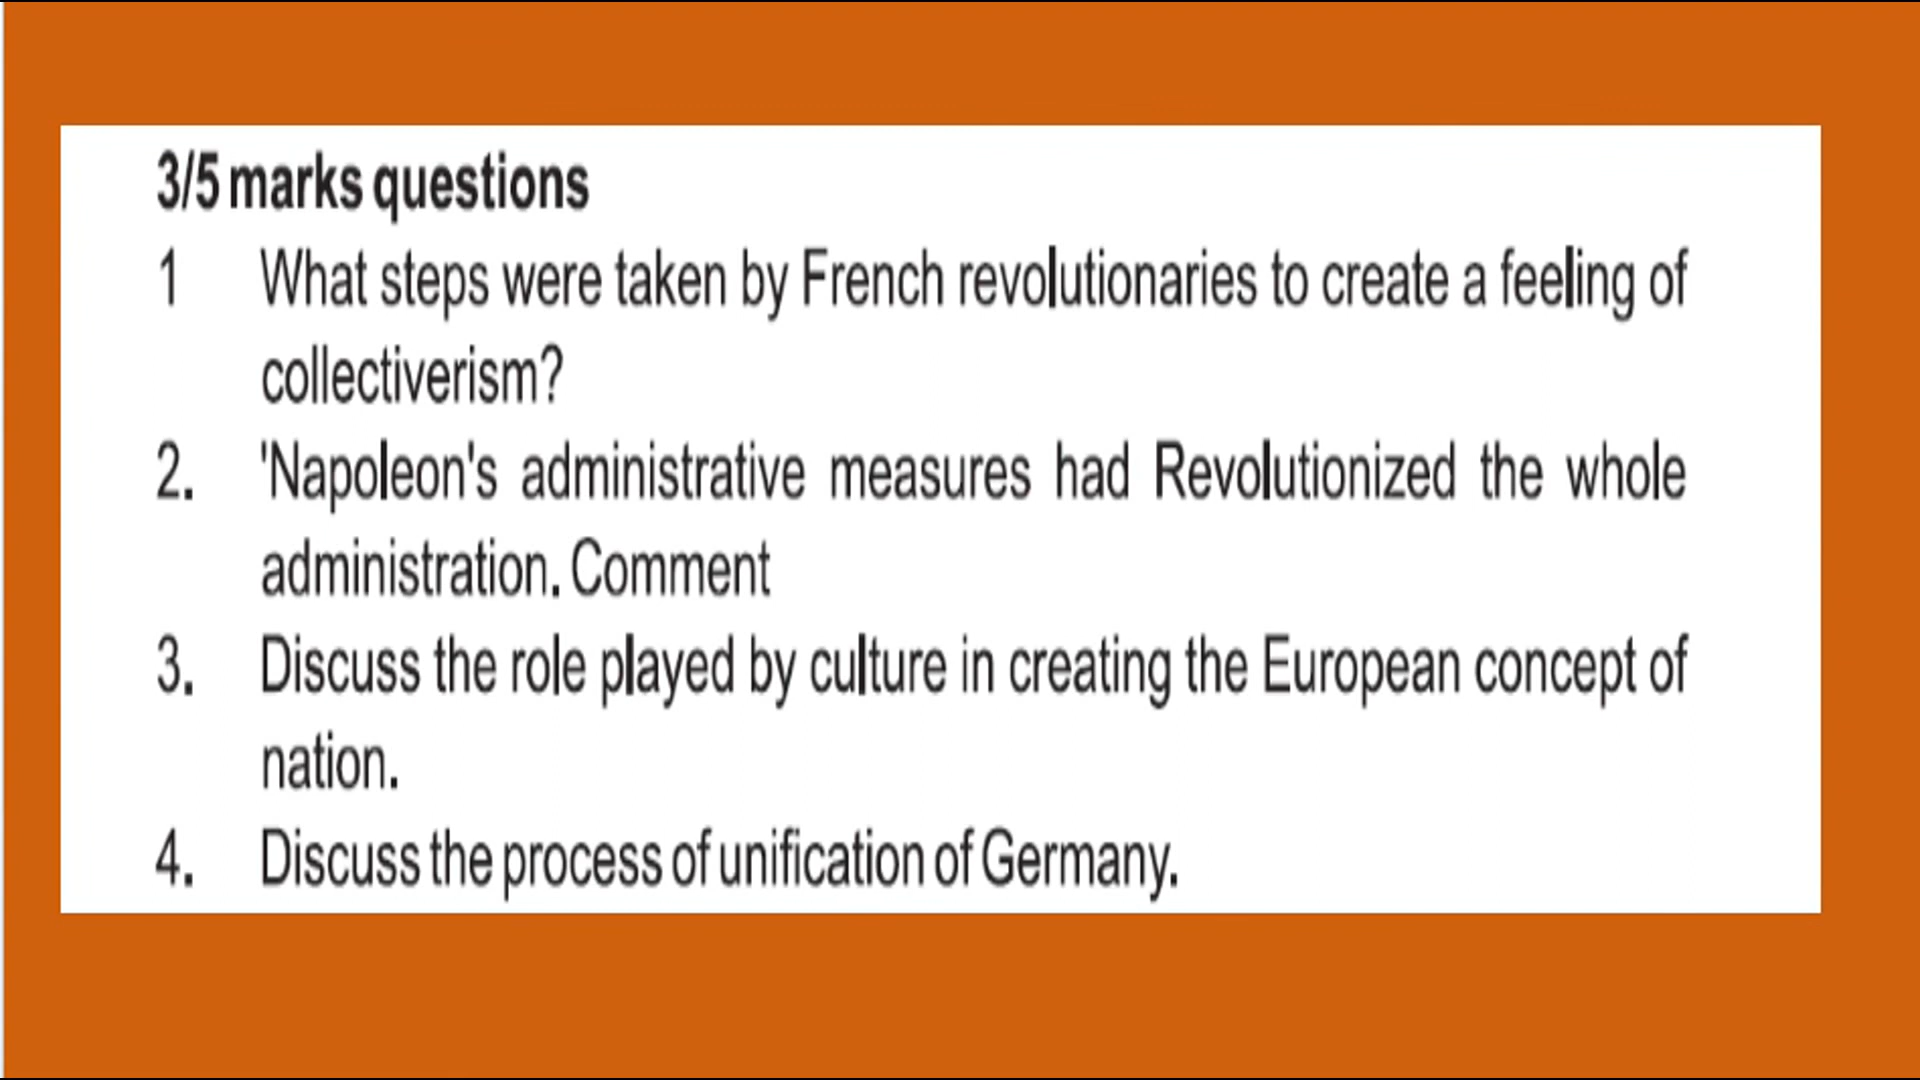 3/5 marks questions
1 What steps were taken by French revolutionaries to create a feeling of
collectiverism?
2. 'Napoleon's administrative measures had Revolutionized the whole
administration. Comment
3. Discuss the role played by culture in creating the European concept of
nation.
4. Discuss the process of unification of Germany.